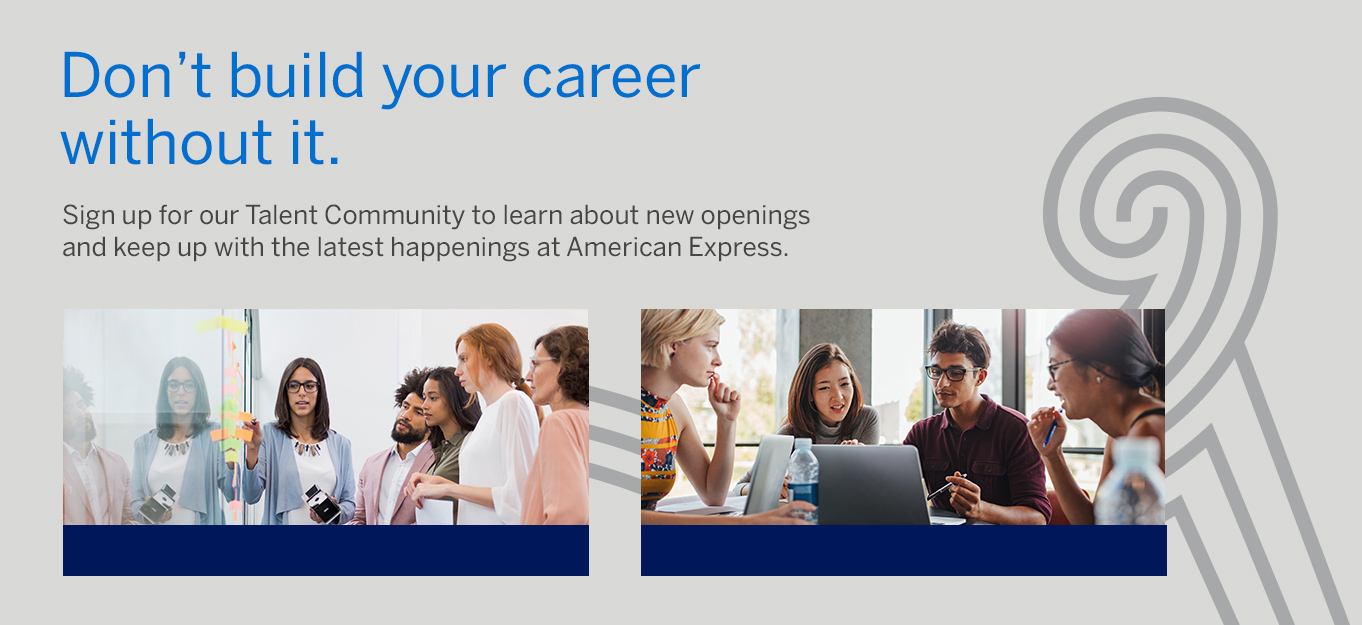 Don’t build your career
without it.
Sign up for our Talent Community to learn about new openings
and keep up with the latest happenings at American Express.